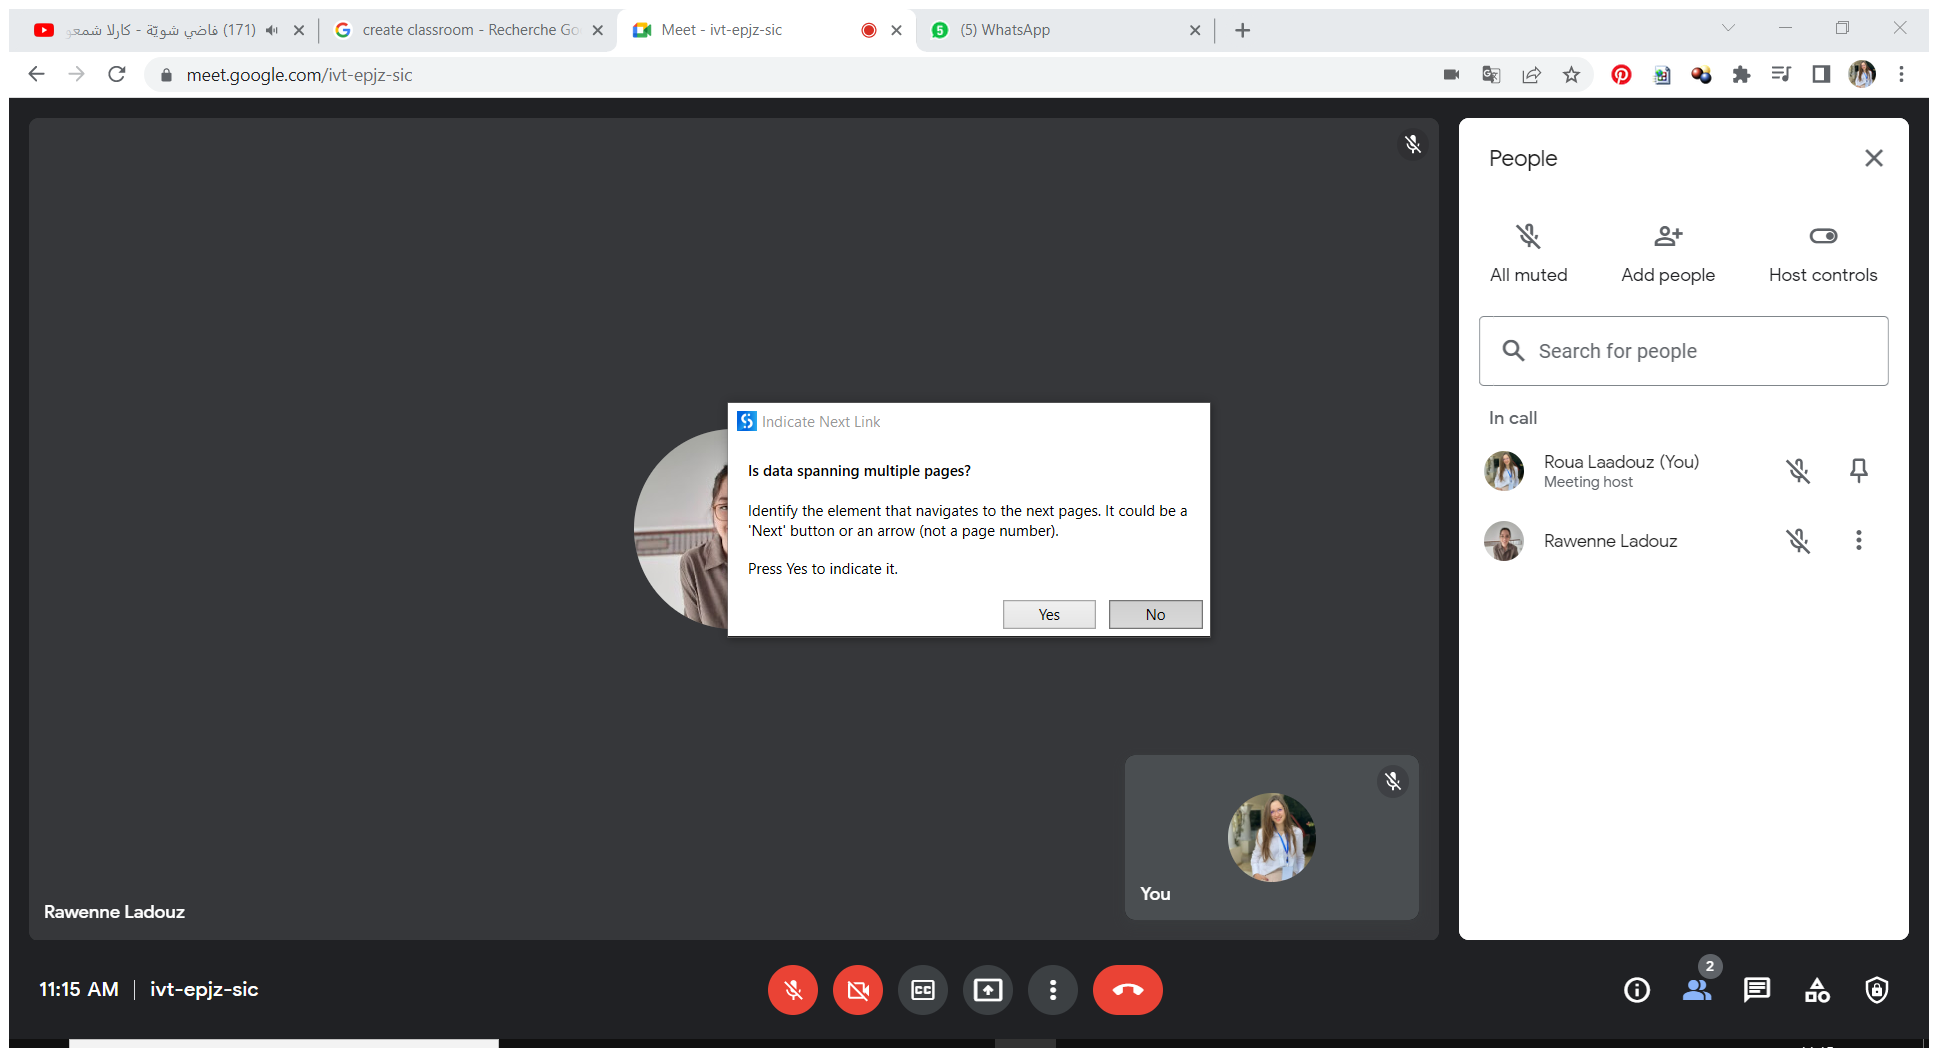 (171) فاضي شويّة - كارلا شمعو
create classroom - Recherche Go
Meet - ivt-epjz-sic
5
(5) WhatsApp
meet.google.com/ivt-epjz-sic
People
All muted
Add people
Host controls
Search for people
In call
Roua Laadouz (You)
Meeting host
Rawenne Ladouz
Indicate Next Link
Is data spanning multiple pages?
Identify the element that navigates to the next pages. It could be a
'Next' button or an arrow (not a page number).
Press Yes to indicate it.
Yes
No
You
Rawenne Ladouz
11:15 AM
ivt-epjz-sic
CC
2